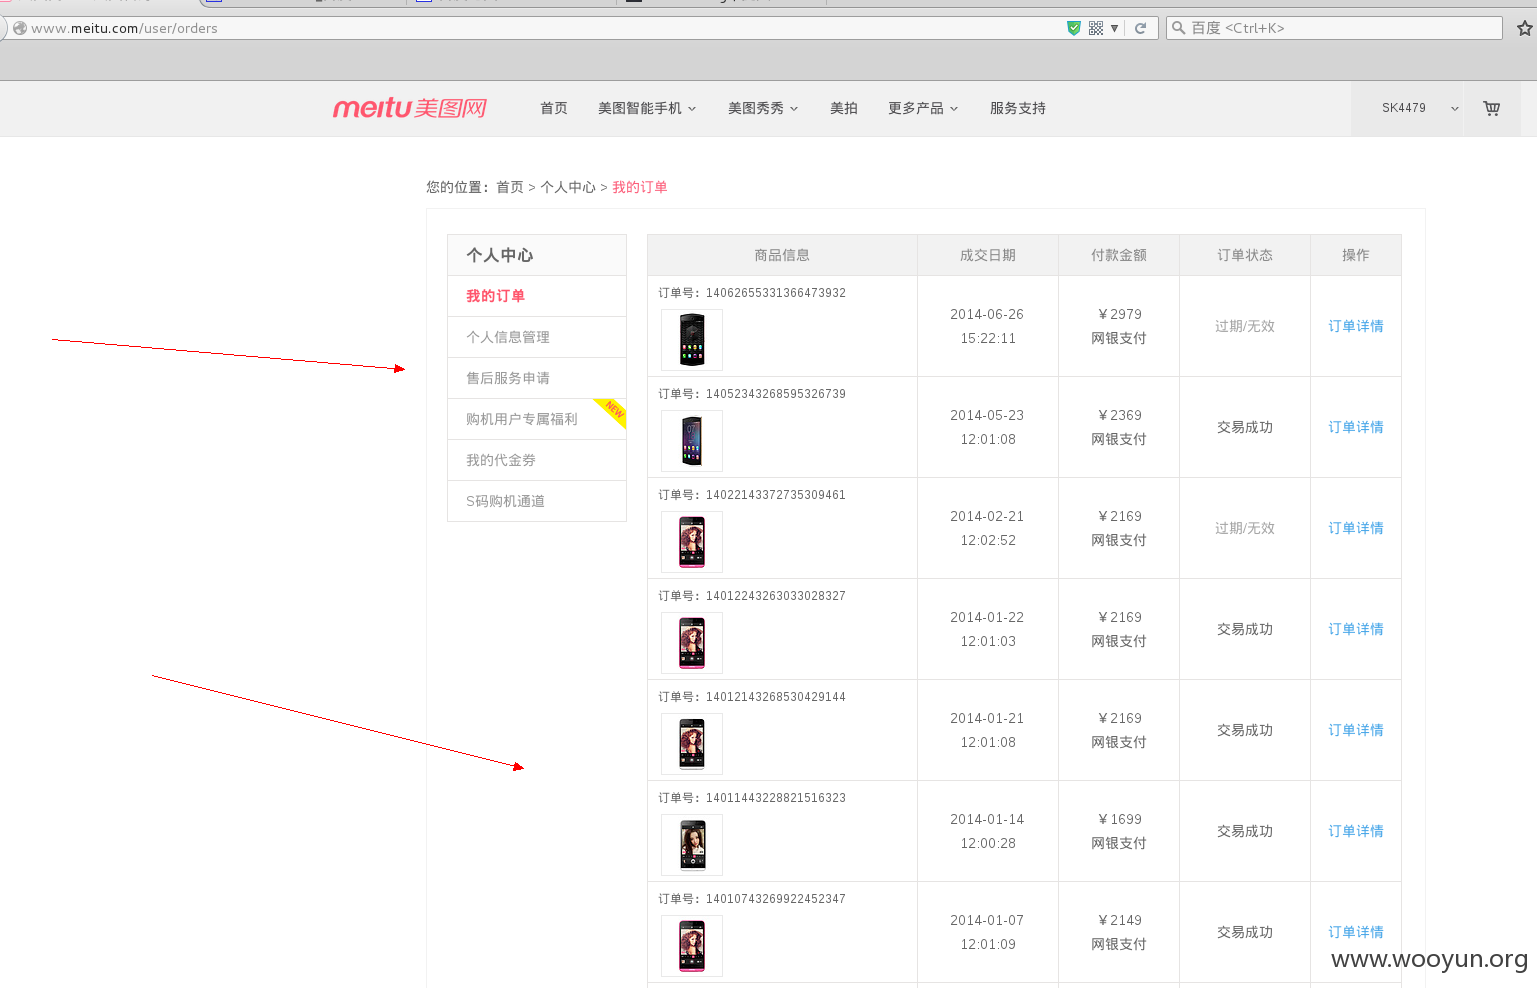 www.meitu.com/user/orders
百度 <Ctrl+K>
meitu美图网
首页 美图智能手机 美图秀秀 美拍 更多产品 服务支持
SK4479
您的位置：首页 > 个人中心 > 我的订单
个人中心
我的订单
个人信息管理
售后服务申请
购机用户专属福利
NEW
我的代金券
S码购机通道
商品信息 成交日期 付款金额 订单状态 操作
订单号：14062655331366473932
2014-06-26
15:22:11
￥2979
网银支付
过期/无效
订单详情
订单号：14052343268595326739
2014-05-23
12:01:08
￥2369
网银支付
交易成功
订单详情
订单号：14022143372735309461
2014-02-21
12:02:52
￥2169
网银支付
过期/无效
订单详情
订单号：14012243263033028327
2014-01-22
12:01:03
￥2169
网银支付
交易成功
订单详情
订单号：14012143268530429144
2014-01-21
12:01:08
￥2169
网银支付
交易成功
订单详情
订单号：14011443228821516323
2014-01-14
12:00:28
￥1699
网银支付
交易成功
订单详情
订单号：14010743269922452347
2014-01-07
12:01:09
￥2149
网银支付
交易成功
订单详情
www.wooyun.org